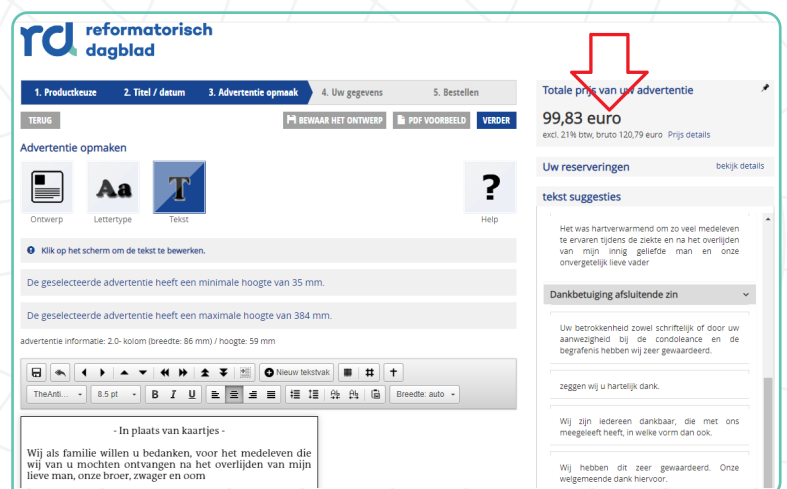 rd reformatorisch
dagblad
1. Productkeuze 2. Titel / datum 3. Advertentie opmaak 4. Uw gegevens 5. Bestellen
TERUG BEWAAR HET ONTWERP PDF VOORBEELD VERDER
Advertentie opmaken
Aa T ?
Ontwerp Lettertype Tekst Help
Klik op het scherm om de tekst te bewerken.
De geselecteerde advertentie heeft een minimale hoogte van 35 mm.
De geselecteerde advertentie heeft een maximale hoogte van 384 mm.
advertentie informatie: 2.0- kolom (breedte: 86 mm) / hoogte: 59 mm
Nieuw tekstvak
TheAnti... 8.5 pt B I U Breedte: auto
- In plaats van kaartjes -
Wij als familie willen u bedanken, voor het medeleven die
wij van u mochten ontvangen na het overlijden van mijn
lieve man, onze broer, zwager en oom
Totale prijs van uw advertentie
99,83 euro
excl. 21% btw, bruto 120,79 euro Prijs details
Uw reserveringen bekijk details
tekst suggesties
Het was hartverwarmend om zo veel medeleven
te ervaren tijdens de ziekte en na het overlijden
van mijn innig geliefde man en onze
onvergetelijk lieve vader
Dankbetuiging afsluitende zin
Uw betrokkenheid zowel schriftelijk of door uw
aanwezigheid bij de condoleance en de
begrafenis hebben wij zeer gewaardeerd.
zeggen wij u hartelijk dank.
Wij zijn iedereen dankbaar, die met ons
meegeleeft heeft, in welke vorm dan ook.
Wij hebben dit zeer gewaardeerd. Onze
welgemeende dank hiervoor.